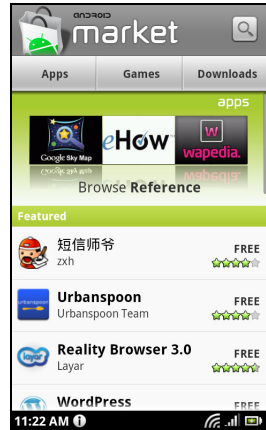 ANDROID
market
Apps Games Downloads
apps
Google Sky Map eHow W wapedia.
Browse Reference
Featured
短信师爷 FREE
zxh
urbanspoon Urbanspoon FREE
Urbanspoon Team
layar Reality Browser 3.0 FREE
Layar
WordPress FREE
11:22 AM